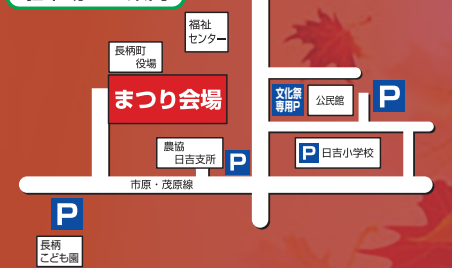 福祉
センター
長柄町
役場
まつり会場
文化祭
専用P
公民館
P
農協
日吉支所
P
P 日吉小学校
市原・茂原線
P
長柄
こども園